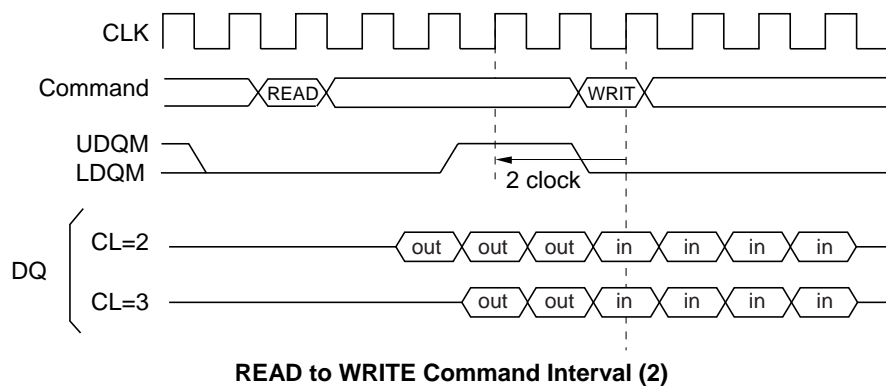 CLK
Command READ WRIT
UDQM
LDQM
2 clock
DQ
CL=2 out out out in in in in
CL=3 out out in in in in
READ to WRITE Command Interval (2)